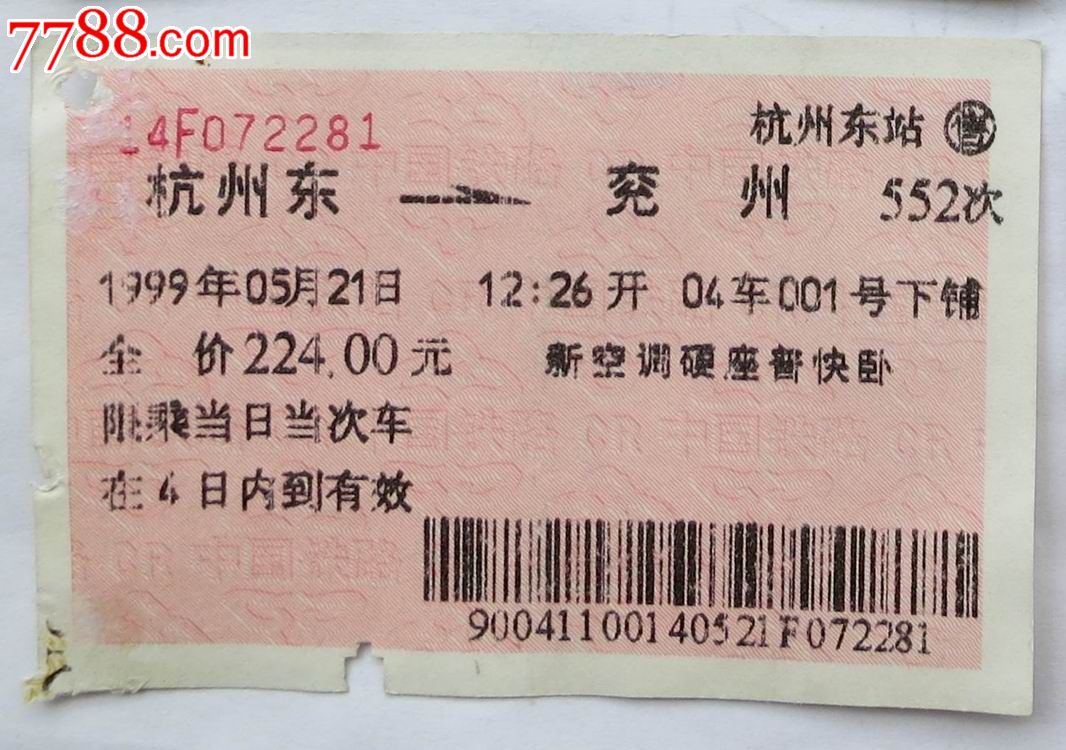 7788.com
14F072281
杭州东站 售
杭州东 → 兖州 552次
1999年05月21日 12:26开 04车001号下铺
全 价224.00元 新空调硬座普快卧
限乘当日当次车
在4日内到有效
90041100140521F072281